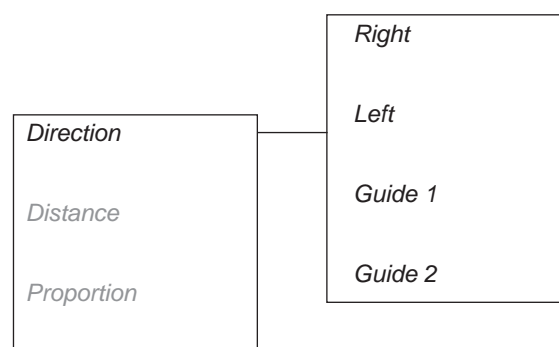 Direction
Distance
Proportion
Right
Left
Guide 1
Guide 2